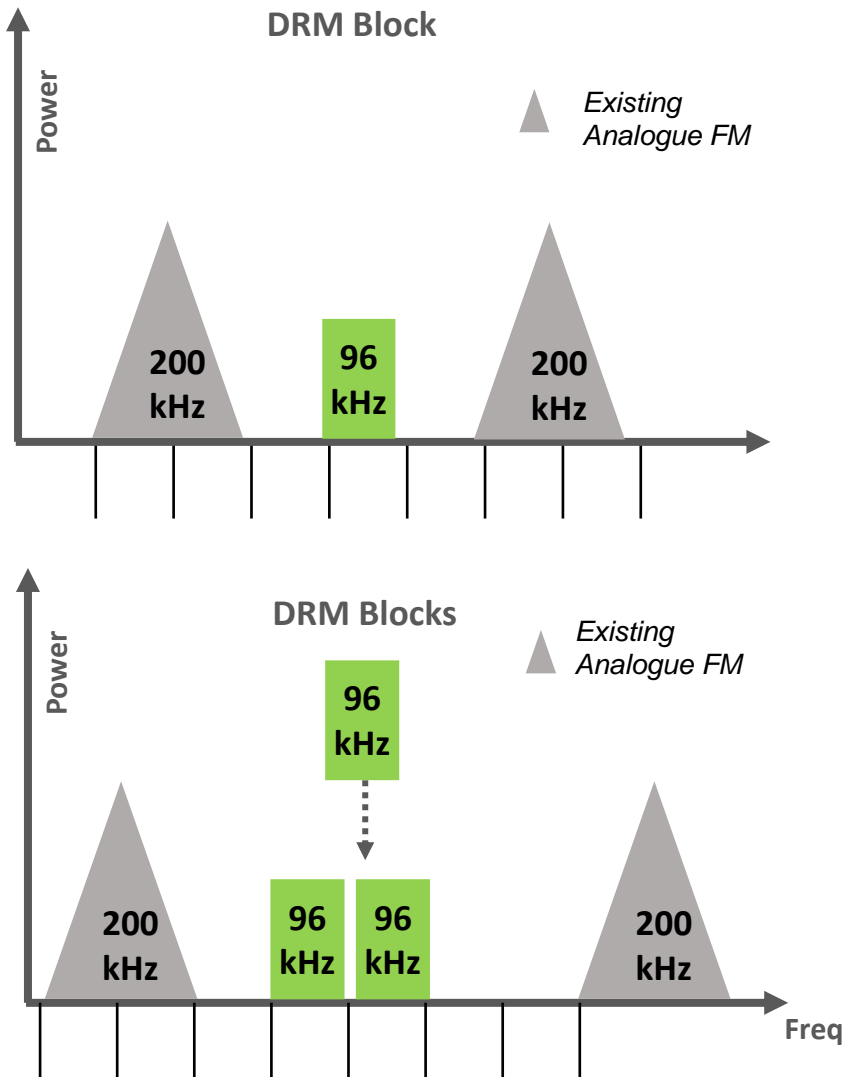 DRM Block
Power
Existing
Analogue FM
200
kHz
96
kHz
200
kHz
DRM Blocks
Power
Existing
Analogue FM
96
kHz
200
kHz
96
kHz
96
kHz
200
kHz
Freq